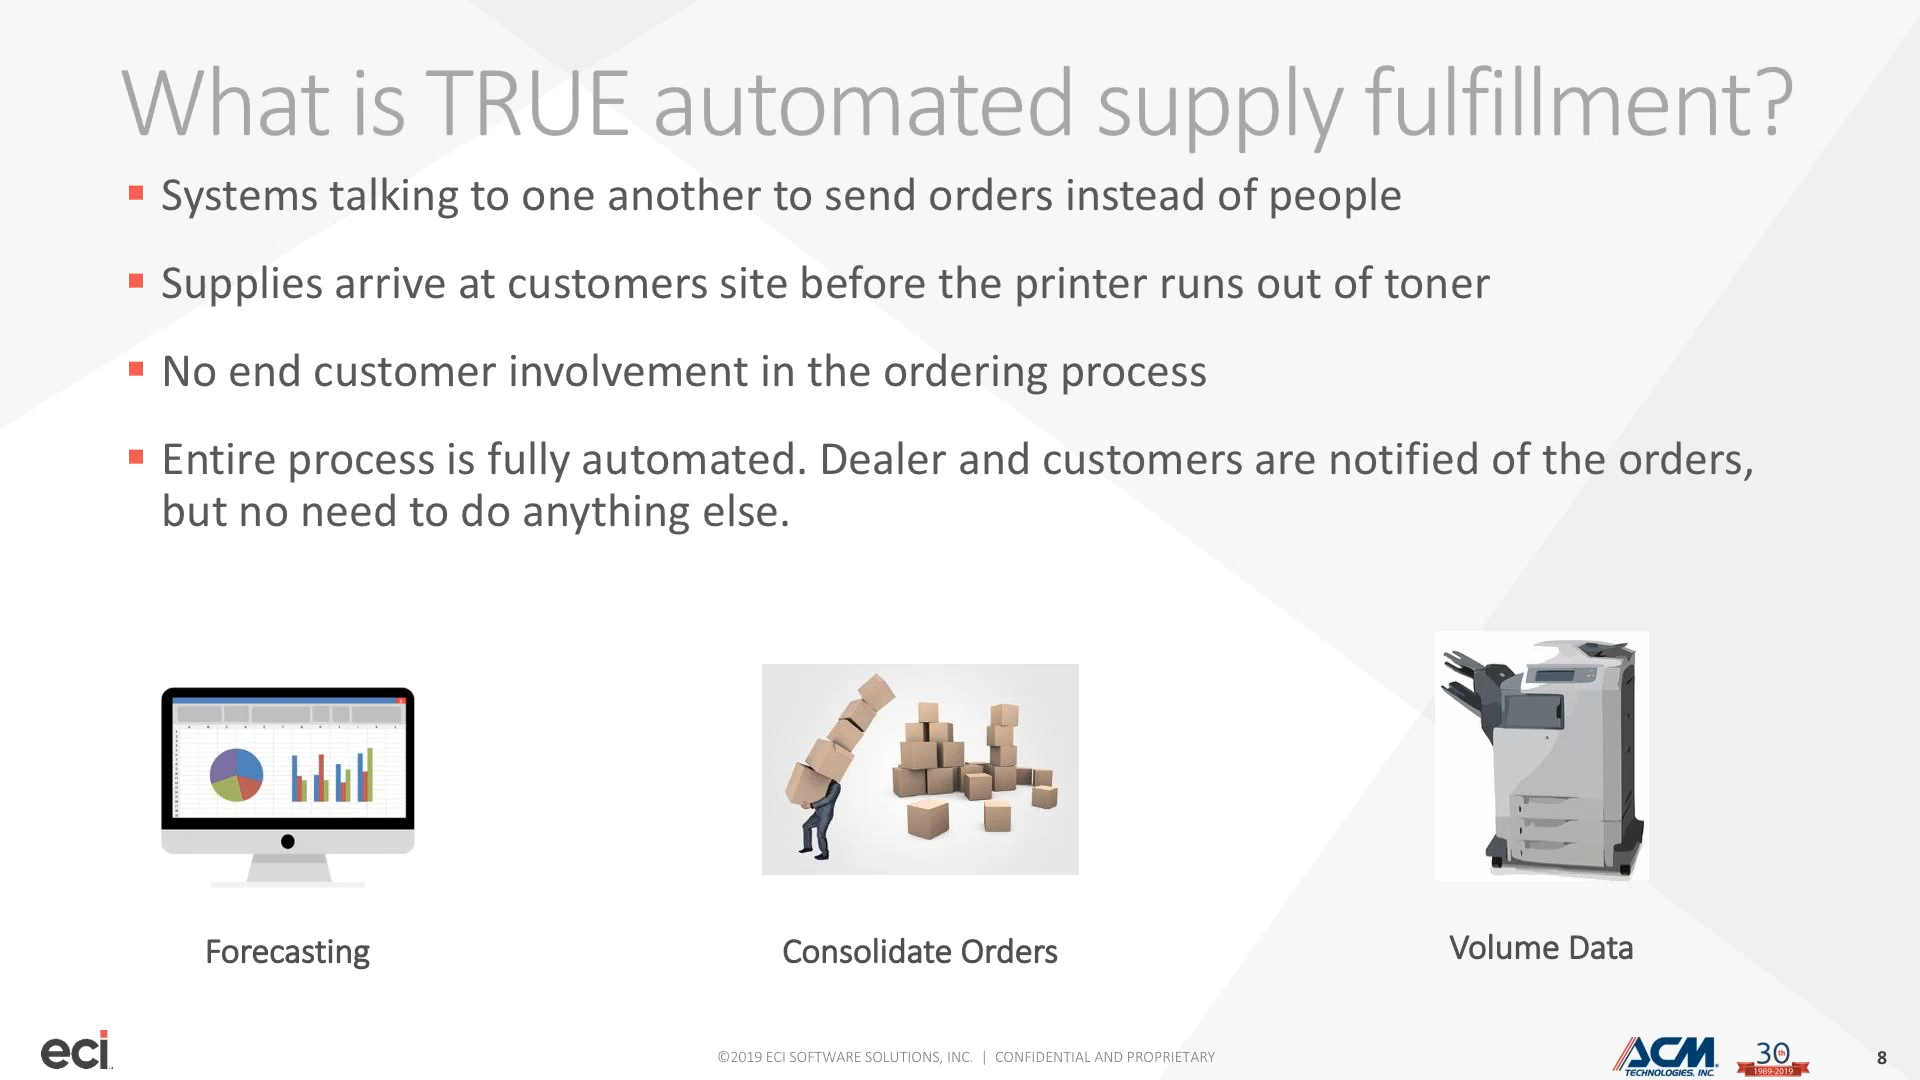 What is TRUE automated supply fulfillment?
▪ Systems talking to one another to send orders instead of people
▪ Supplies arrive at customers site before the printer runs out of toner
▪ No end customer involvement in the ordering process
▪ Entire process is fully automated. Dealer and customers are notified of the orders,
but no need to do anything else.
Forecasting
Consolidate Orders
Volume Data
eci
©2019 ECI SOFTWARE SOLUTIONS, INC. | CONFIDENTIAL AND PROPRIETARY
ACM
TECHNOLOGIES, INC.
30th
1989-2019
8